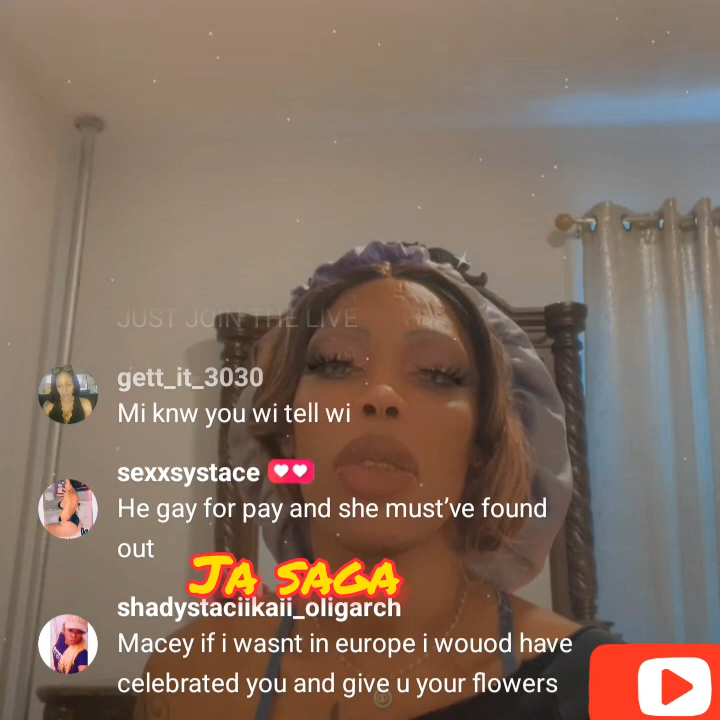 JUST JOIN THE LIVE
gett_it_3030
Mi knw you wi tell wi
sexxsystace
He gay for pay and she must’ve found
out
JA SAGA
shadystaciikaii_oligarch
Macey if i wasnt in europe i wouod have
celebrated you and give u your flowers